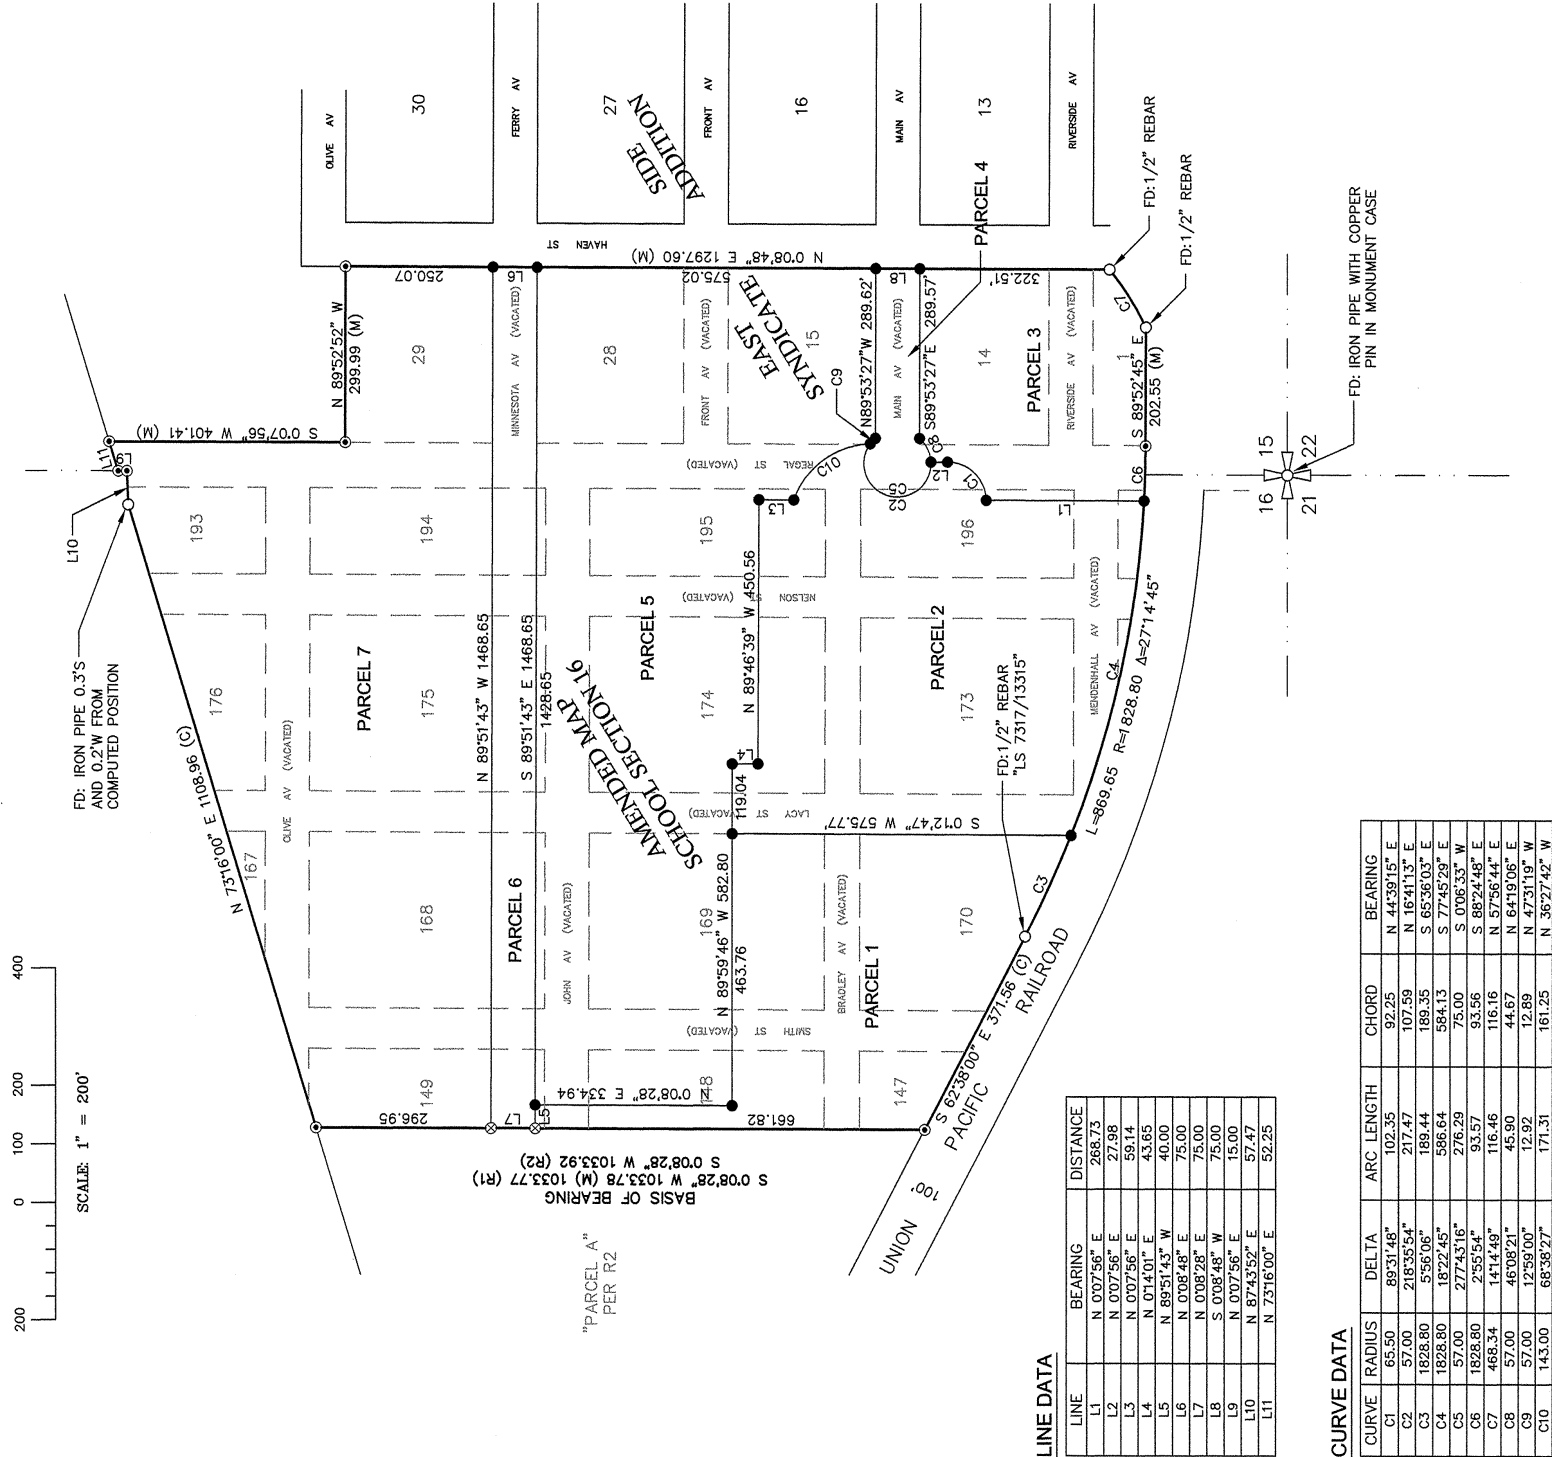 200 0 100 200 400
SCALE: 1" = 200'
FD: IRON PIPE 0.3'S
AND 0.2'W FROM
COMPUTED POSITION
L10
L11
L9
S 0°07'56" W 401.41 (M)
N 89°52'52" W
299.99 (M)
N 73°16'00" E 1108.96 (C)
OLIVE AV
30
FERRY AV
27
FRONT AV
16
MAIN AV
13
RIVERSIDE AV
EAST
SIDE
SYNDICATE
ADDITION
HAVEN ST
N 0°08'48" E 1297.60 (M)
250.07
L6
575.02
L8
322.51'
193
194
195
196
29
28
15
14
1
176
175
174
173
167
168
169
170
149
148
147
OLIVE AV (VACATED)
MINNESOTA AV (VACATED)
JOHN AV (VACATED)
FRONT AV (VACATED)
BRADLEY AV (VACATED)
MAIN AV (VACATED)
RIVERSIDE AV (VACATED)
MENDENHALL AV (VACATED)
REGAL ST (VACATED)
NELSON ST (VACATED)
LACY ST (VACATED)
SMITH ST (VACATED)
PARCEL 7
PARCEL 6
PARCEL 5
PARCEL 4
PARCEL 3
PARCEL 2
PARCEL 1
AMENDED MAP
SCHOOL SECTION 16
N 89°51'43" W 1468.65
S 89°51'43" E 1468.65
1428.65
N 89°46'39" W 450.56
L3
L4
119.04
N 89°59'46" W 582.80
463.76
S 0°12'47" W 575.77'
N89°53'27"W 289.62'
S89°53'27"E 289.57'
C9
C10
C5
C2
C8
L2
C1
L1
C6
S 89°52'45" E
202.55 (M)
C7
FD: 1/2" REBAR
FD: 1/2" REBAR
FD: IRON PIPE WITH COPPER
PIN IN MONUMENT CASE
16 15
21 22
C4
L=869.65 R=1828.80 Δ=27°14'45"
C3
FD: 1/2" REBAR
"LS 7317/13315"
S 62°38'00" E 371.56 (C)
UNION PACIFIC RAILROAD
100'
296.95
L7
L5
N 0°08'28" E 334.94
661.82
BASIS OF BEARING
S 0°08'28" W 1033.78 (M) 1033.77 (R1)
S 0°08'28" W 1033.92 (R2)
"PARCEL A"
PER R2
LINE DATA
LINE BEARING DISTANCE
L1 N 0°07'56" E 268.73
L2 N 0°07'56" E 27.98
L3 N 0°07'56" E 59.14
L4 N 0°14'01" E 43.65
L5 N 89°51'43" W 40.00
L6 N 0°08'48" E 75.00
L7 N 0°08'28" E 75.00
L8 S 0°08'48" W 75.00
L9 N 0°07'56" E 15.00
L10 N 87°43'52" E 57.47
L11 N 73°16'00" E 52.25
CURVE DATA
CURVE RADIUS DELTA ARC LENGTH CHORD BEARING
C1 65.50 89°31'48" 102.35 92.25 N 44°39'15" E
C2 57.00 218°35'54" 217.47 107.59 N 16°41'13" E
C3 1828.80 5°56'06" 189.44 189.35 S 65°36'03" E
C4 1828.80 18°22'45" 586.64 584.13 S 77°45'29" E
C5 57.00 277°43'16" 276.29 75.00 S 0°06'33" W
C6 1828.80 2°55'54" 93.57 93.56 S 88°24'48" E
C7 468.34 14°14'49" 116.46 116.16 N 57°56'44" E
C8 57.00 46°08'21" 45.90 44.67 N 64°19'06" E
C9 57.00 12°59'00" 12.92 12.89 N 47°31'19" W
C10 143.00 68°38'27" 171.31 161.25 N 36°27'42" W